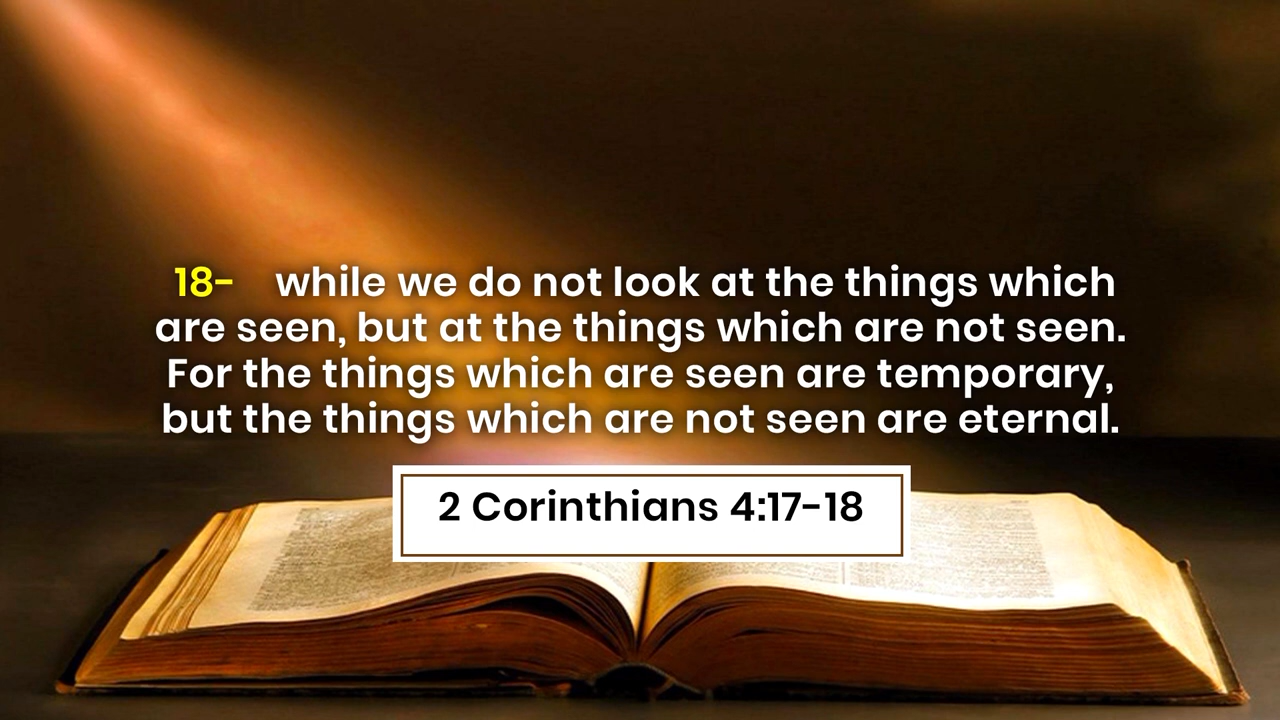 18- while we do not look at the things which
are seen, but at the things which are not seen.
For the things which are seen are temporary,
but the things which are not seen are eternal.
2 Corinthians 4:17-18